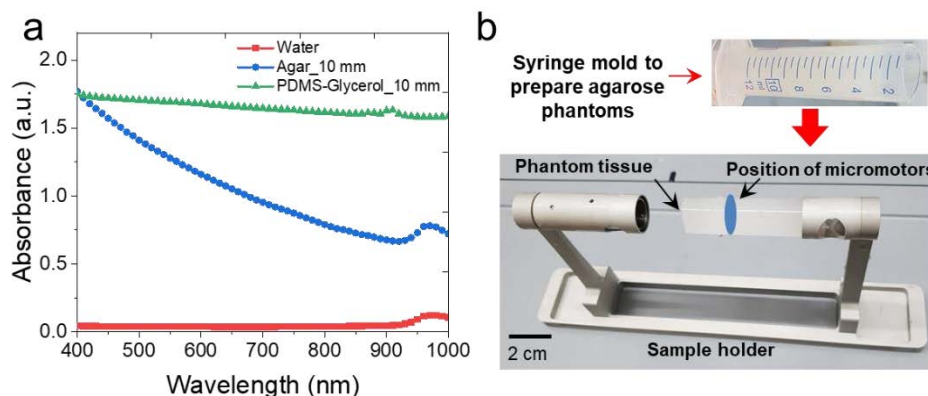 a
2.0
1.5
1.0
0.5
0.0
Absorbance (a.u.)
Water
Agar_10 mm
PDMS-Glycerol_10 mm
400 500 600 700 800 900 1000
Wavelength (nm)
b
Syringe mold to
prepare agarose
phantoms
12 10 8 6 4 2
ml
Phantom tissue
Position of micromotors
2 cm
Sample holder